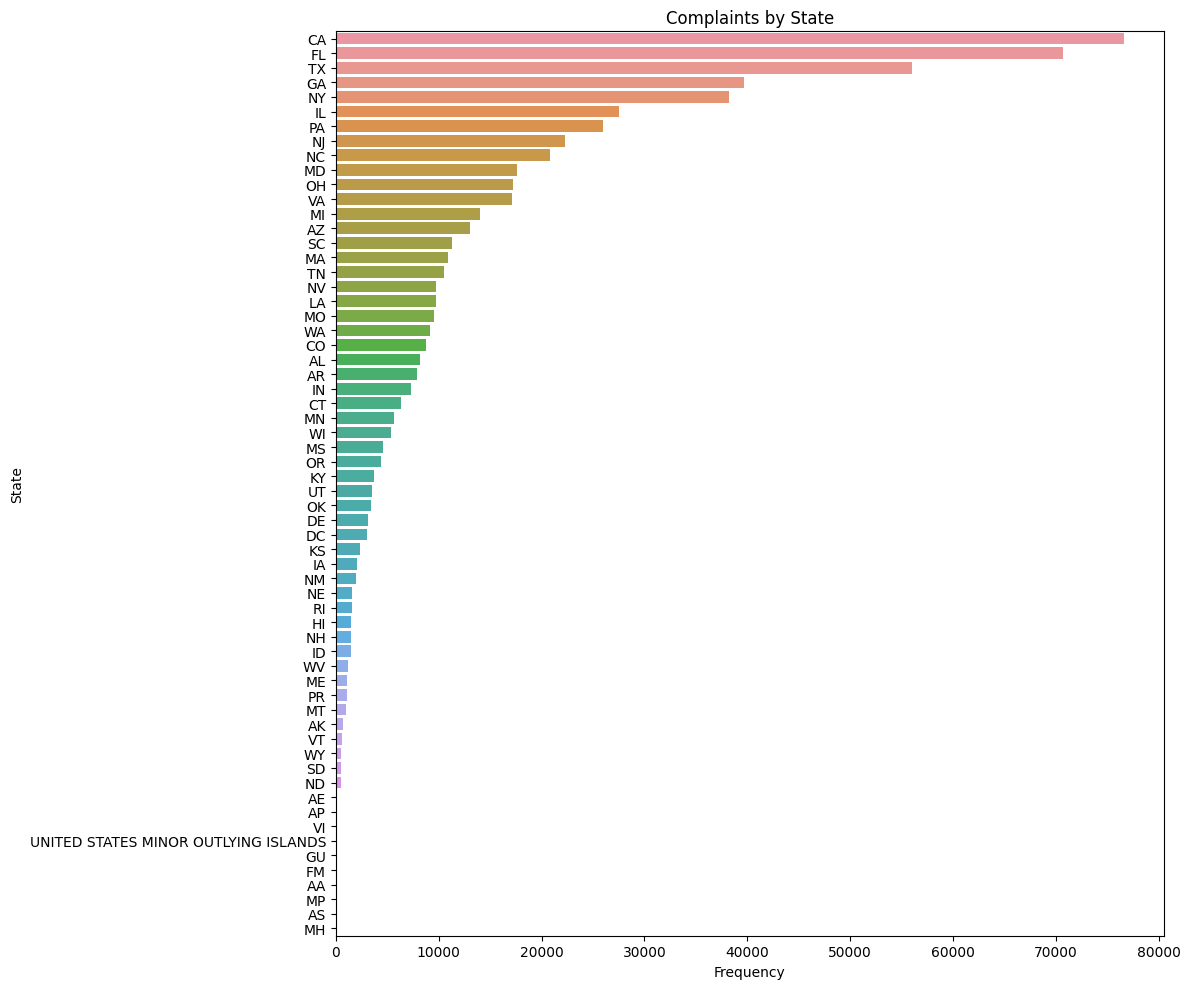 Complaints by State
State
CA
FL
TX
GA
NY
IL
PA
NJ
NC
MD
OH
VA
MI
AZ
SC
MA
TN
NV
LA
MO
WA
CO
AL
AR
IN
CT
MN
WI
MS
OR
KY
UT
OK
DE
DC
KS
IA
NM
NE
RI
HI
NH
ID
WV
ME
PR
MT
AK
VT
WY
SD
ND
AE
AP
VI
UNITED STATES MINOR OUTLYING ISLANDS
GU
FM
AA
MP
AS
MH
0 10000 20000 30000 40000 50000 60000 70000 80000
Frequency